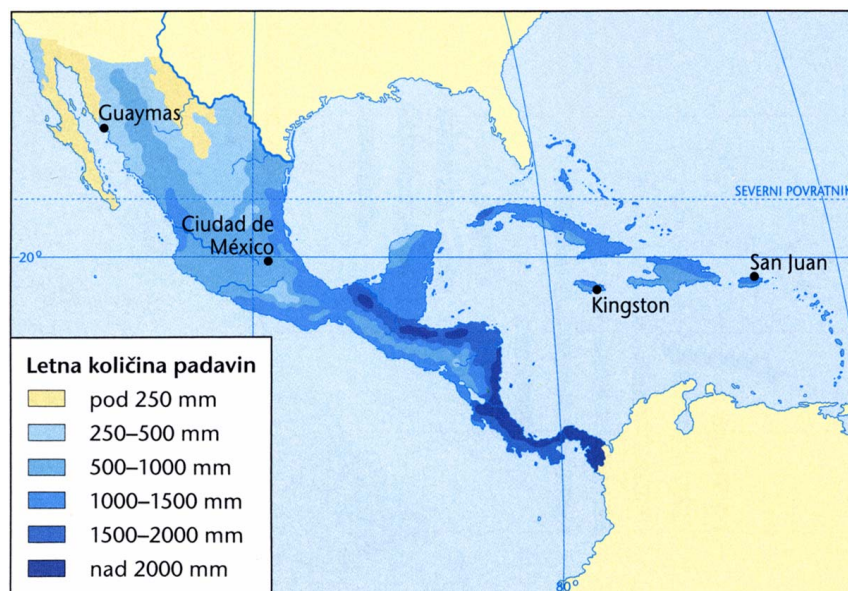 Guaymas
SEVERNI POVRATNIK
Ciudad de
México
20°
San Juan
Kingston
Letna količina padavin
pod 250 mm
250–500 mm
500–1000 mm
1000–1500 mm
1500–2000 mm
nad 2000 mm
80°